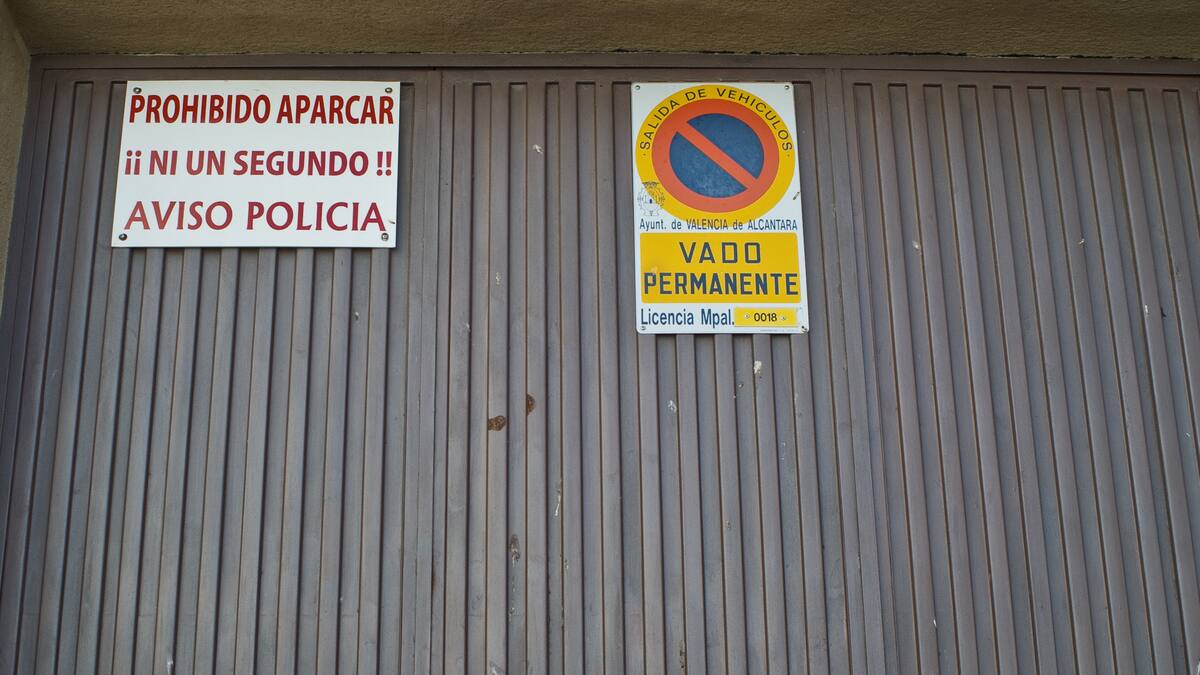 PROHIBIDO APARCAR
¡¡ NI UN SEGUNDO !!
AVISO POLICIA
· SALIDA DE VEHICULOS ·
Ayunt. de VALENCIA de ALCANTARA
VADO
PERMANENTE
Licencia Mpal. 0018